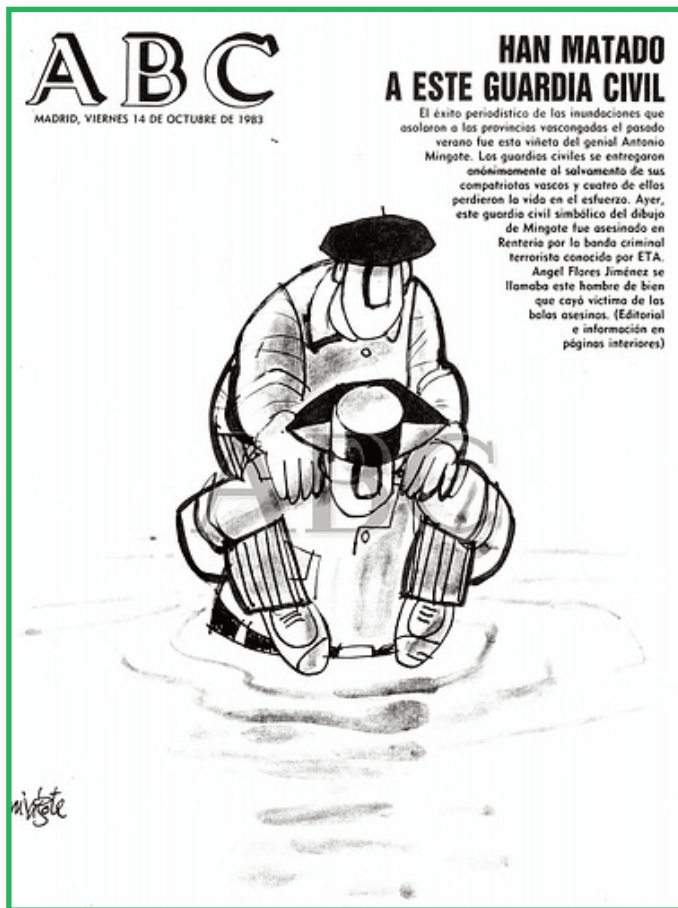 ABC
MADRID, VIERNES 14 DE OCTUBRE DE 1983
HAN MATADO
A ESTE GUARDIA CIVIL
El éxito periodístico de las inundaciones que
asolaron a las provincias vascongadas el pasado
verano fue esta viñeta del genial Antonio
Mingote. Los guardias civiles se entregaron
anónimamente al salvamento de sus
compatriotas vascos y cuatro de ellos
perdieron la vida en el esfuerzo. Ayer,
este guardia civil simbólico del dibujo
de Mingote fue asesinado en
Rentería por la banda criminal
terrorista conocida por ETA.
Angel Flores Jiménez se
llamaba este hombre de bien
que cayó víctima de las
balas asesinas. (Editorial
e información en
páginas interiores)
ABC
mingote